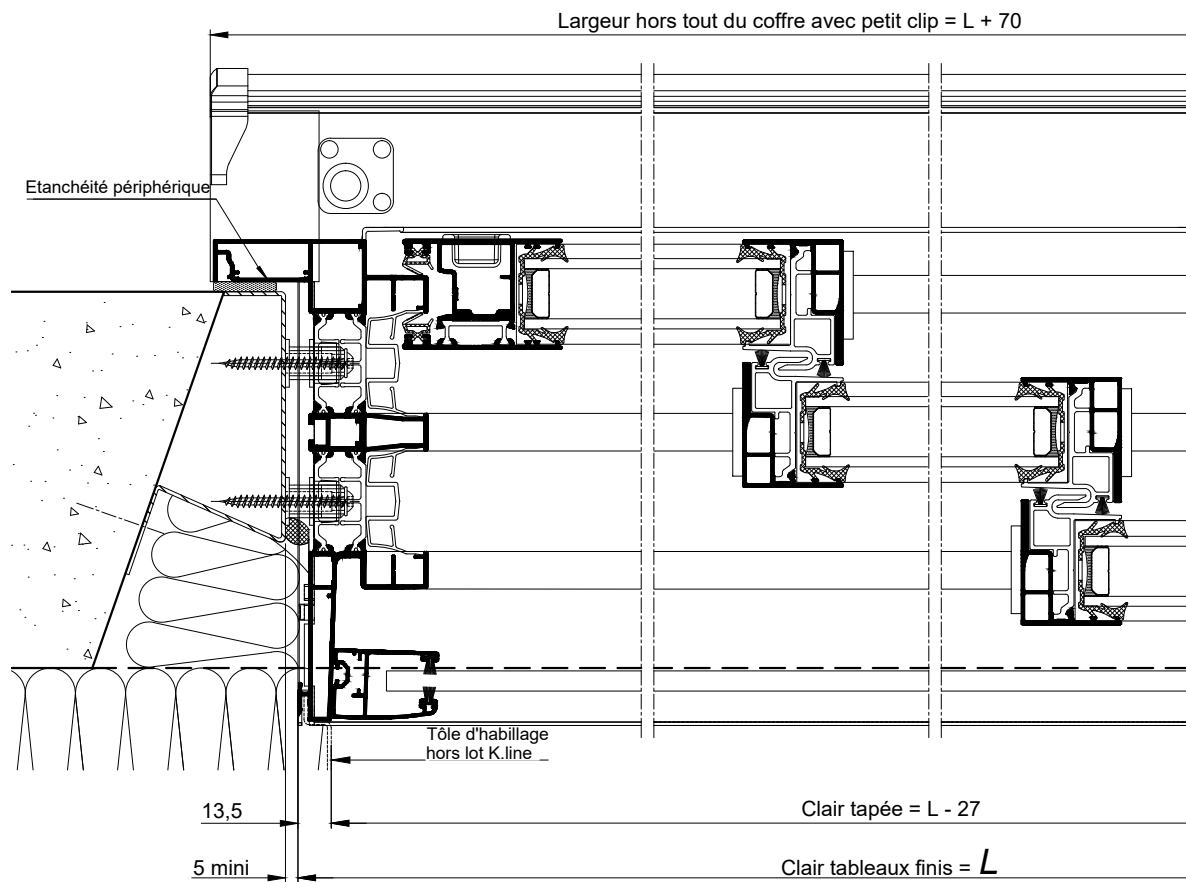 Largeur hors tout du coffre avec petit clip = L + 70
Etanchéité périphérique
Tôle d'habillage
hors lot K.line
13,5
Clair tapée = L - 27
5 mini
Clair tableaux finis = L